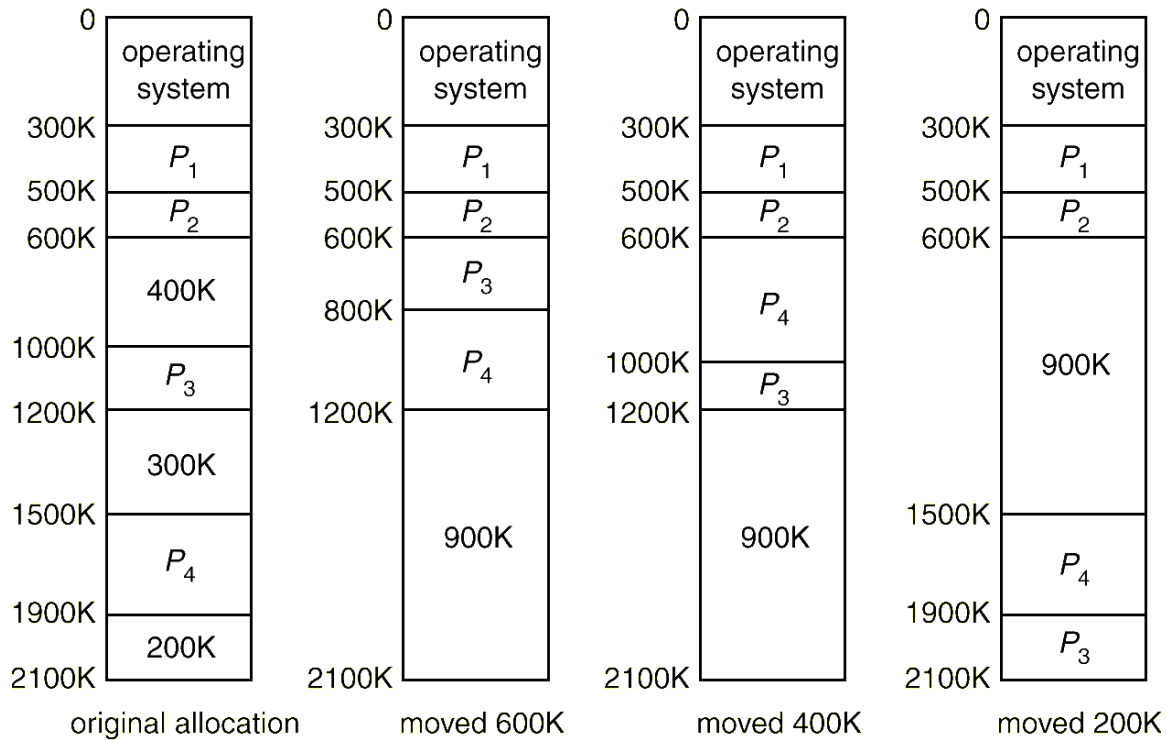 0
operating
system
300K
P1
500K
P2
600K
400K
1000K
P3
1200K
300K
1500K
P4
1900K
200K
2100K
original allocation
0
operating
system
300K
P1
500K
P2
600K
P3
800K
P4
1200K
900K
2100K
moved 600K
0
operating
system
300K
P1
500K
P2
600K
P4
1000K
P3
1200K
900K
2100K
moved 400K
0
operating
system
300K
P1
500K
P2
600K
900K
1500K
P4
1900K
P3
2100K
moved 200K